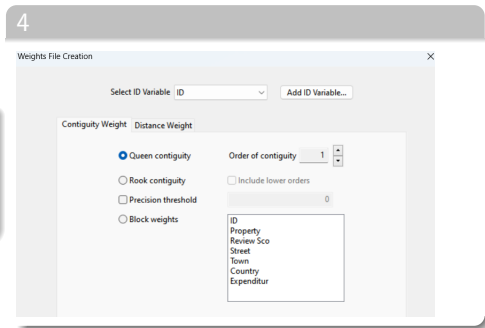 4
Weights File Creation
Select ID Variable ID Add ID Variable...
Contiguity Weight Distance Weight
Queen contiguity Order of contiguity 1
Rook contiguity Include lower orders
Precision threshold 0
Block weights
ID
Property
Review Sco
Street
Town
Country
Expenditur